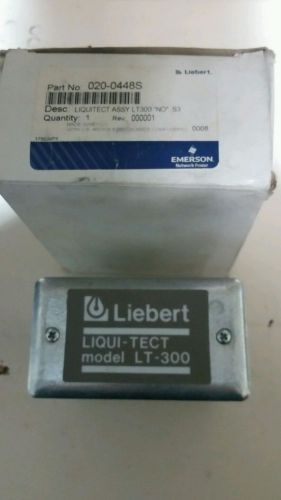 Liebert.
Part No. 020-0448S
Desc. LIQUITECT ASSY LT300 "NO" S3
Quantity: 1 Rev. 000001
0006
EMERSON
Network Power
Liebert
LIQUI-TECT
model LT-300